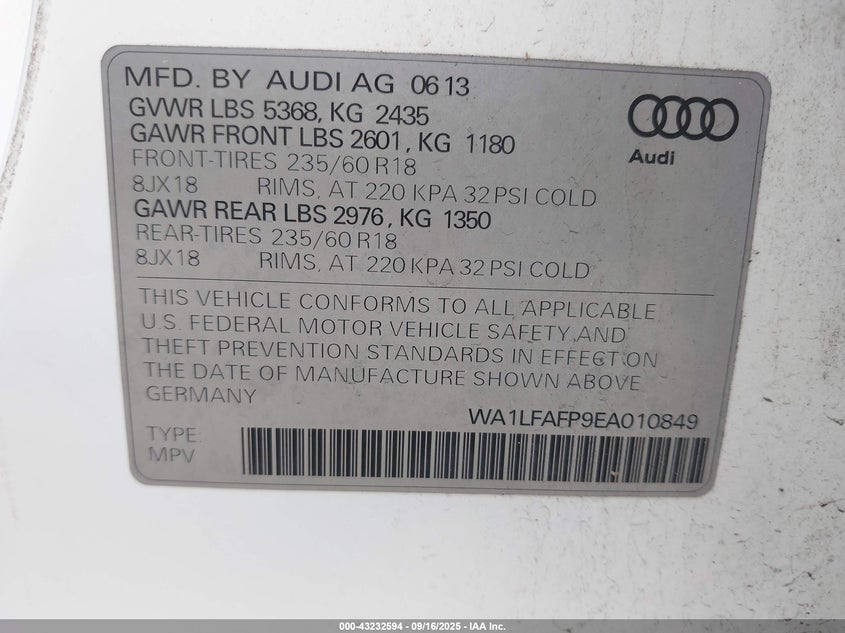 MFD. BY AUDI AG 06 13
GVWR LBS 5368, KG 2435
GAWR FRONT LBS 2601, KG 1180
FRONT-TIRES 235/60 R18
8JX18 RIMS, AT 220 KPA 32 PSI COLD
GAWR REAR LBS 2976, KG 1350
REAR-TIRES 235/60 R18
8JX18 RIMS, AT 220 KPA 32 PSI COLD
Audi
THIS VEHICLE CONFORMS TO ALL APPLICABLE
U.S. FEDERAL MOTOR VEHICLE SAFETY AND
THEFT PREVENTION STANDARDS IN EFFECT ON
THE DATE OF MANUFACTURE SHOWN ABOVE
GERMANY
WA1LFAFP9EA010849
TYPE:
MPV
000-43232594 - 09/16/2025 - IAA Inc.